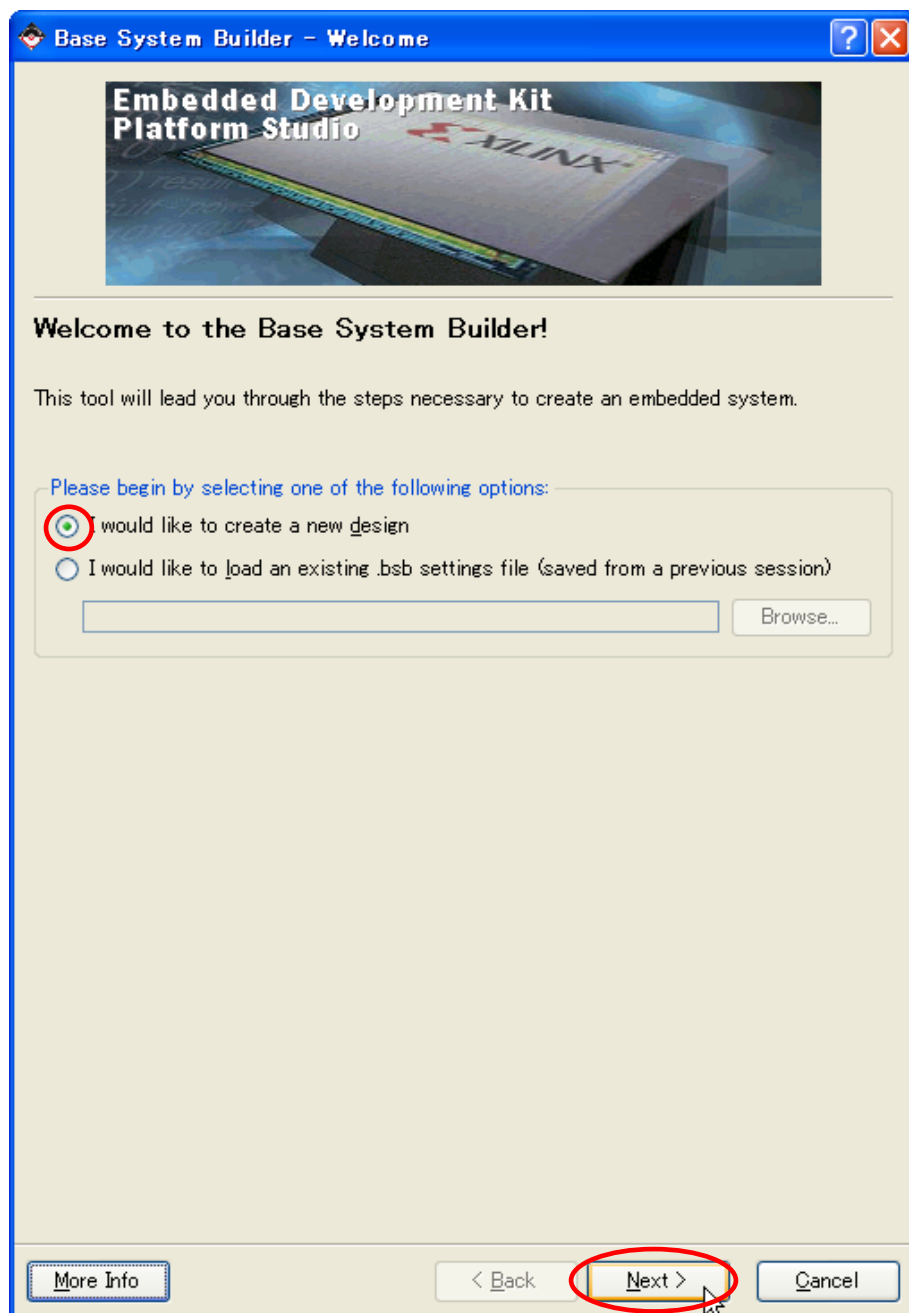 Base System Builder - Welcome
Embedded Development Kit
Platform Studio
XILINX
Welcome to the Base System Builder!
This tool will lead you through the steps necessary to create an embedded system.
Please begin by selecting one of the following options:
I would like to create a new design
I would like to load an existing .bsb settings file (saved from a previous session)
Browse...
More Info
< Back
Next >
Cancel